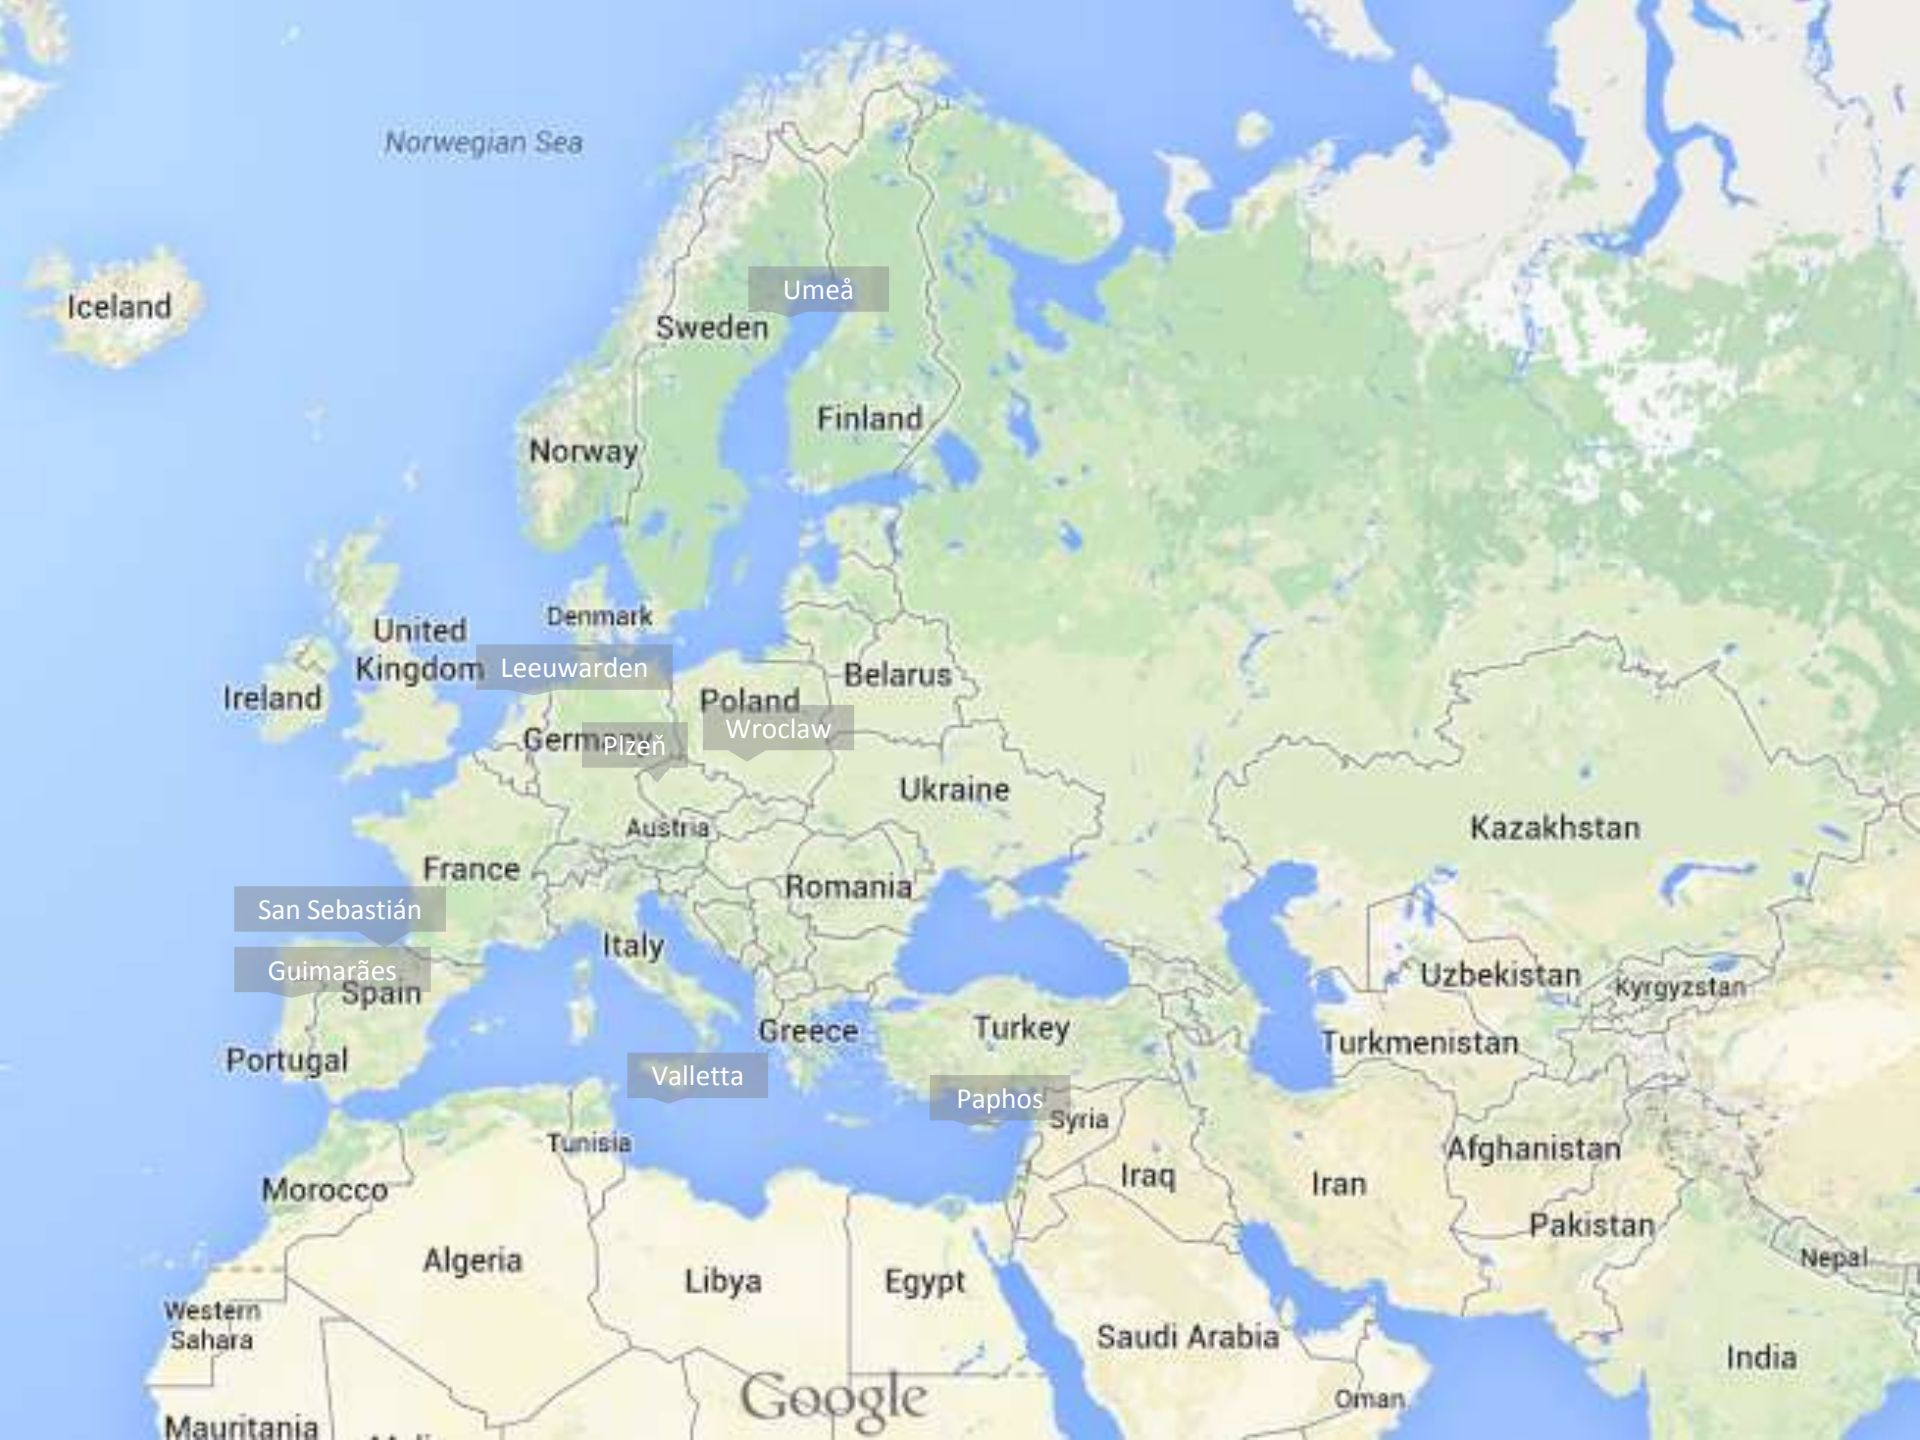 Norwegian Sea
Iceland
Umeå
Sweden
Finland
Norway
Denmark
United
Kingdom
Leeuwarden
Ireland
Belarus
Poland
Wroclaw
Germany
Plzeň
Ukraine
Austria
Kazakhstan
France
Romania
San Sebastián
Italy
Guimarães
Spain
Uzbekistan
Kyrgyzstan
Greece
Turkey
Turkmenistan
Portugal
Valletta
Paphos
Syria
Tunisia
Afghanistan
Morocco
Iraq
Iran
Pakistan
Algeria
Libya
Egypt
Nepal
Western
Sahara
Saudi Arabia
India
Google
Oman
Mauritania